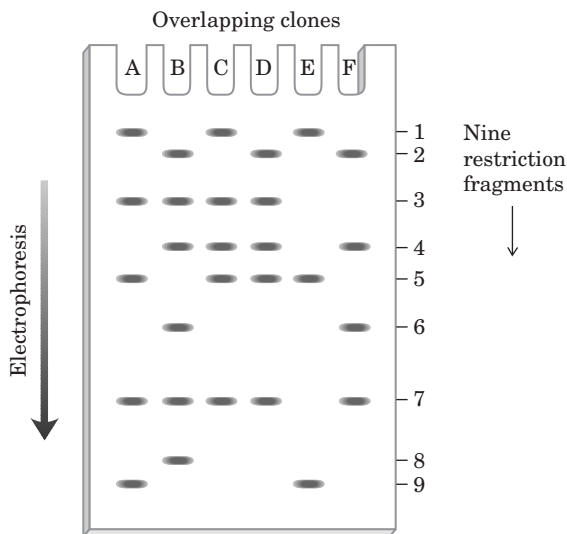 Overlapping clones
A B C D E F
1
2
3
4
5
6
7
8
9
Nine
restriction
fragments
Electrophoresis